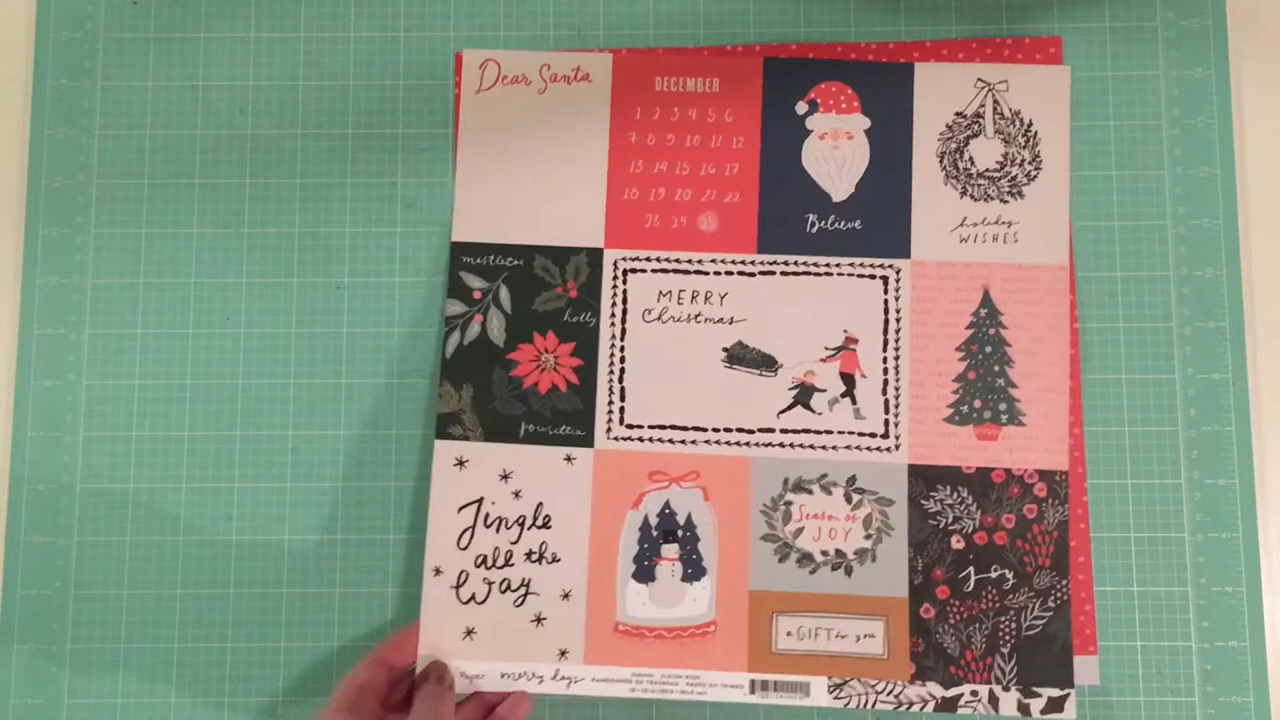 Dear Santa
DECEMBER
1 2 3 4 5 6
7 8 9 10 11 12
13 14 15 16 17
18 19 20 21 22
23 24 25
Believe
holiday
WISHES
mistletoe
holly
poinsettia
MERRY
Christmas
Jingle
all the
Way
Season of
JOY
a GIFT for you
joy
Paper merry days